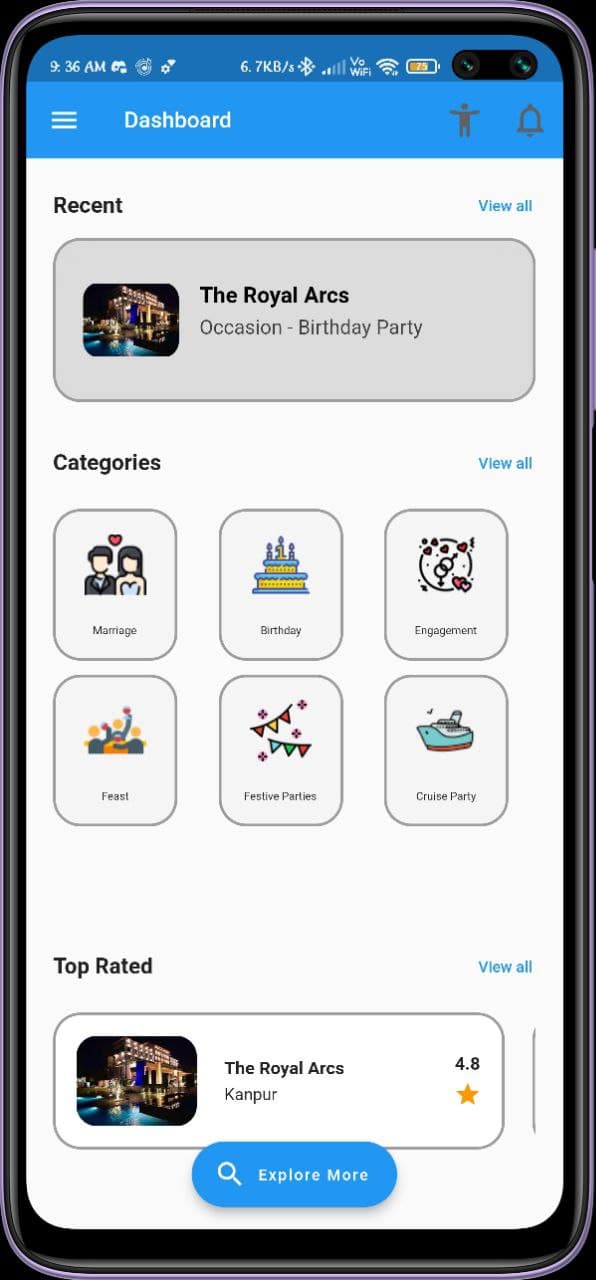 9: 36 AM
6. 7KB/s
Vo
WiFi
75
Dashboard
Recent
View all
The Royal Arcs
Occasion - Birthday Party
Categories
View all
1
Marriage
Birthday
Engagement
Feast
Festive Parties
Cruise Party
Top Rated
View all
The Royal Arcs
4.8
Kanpur
Explore More